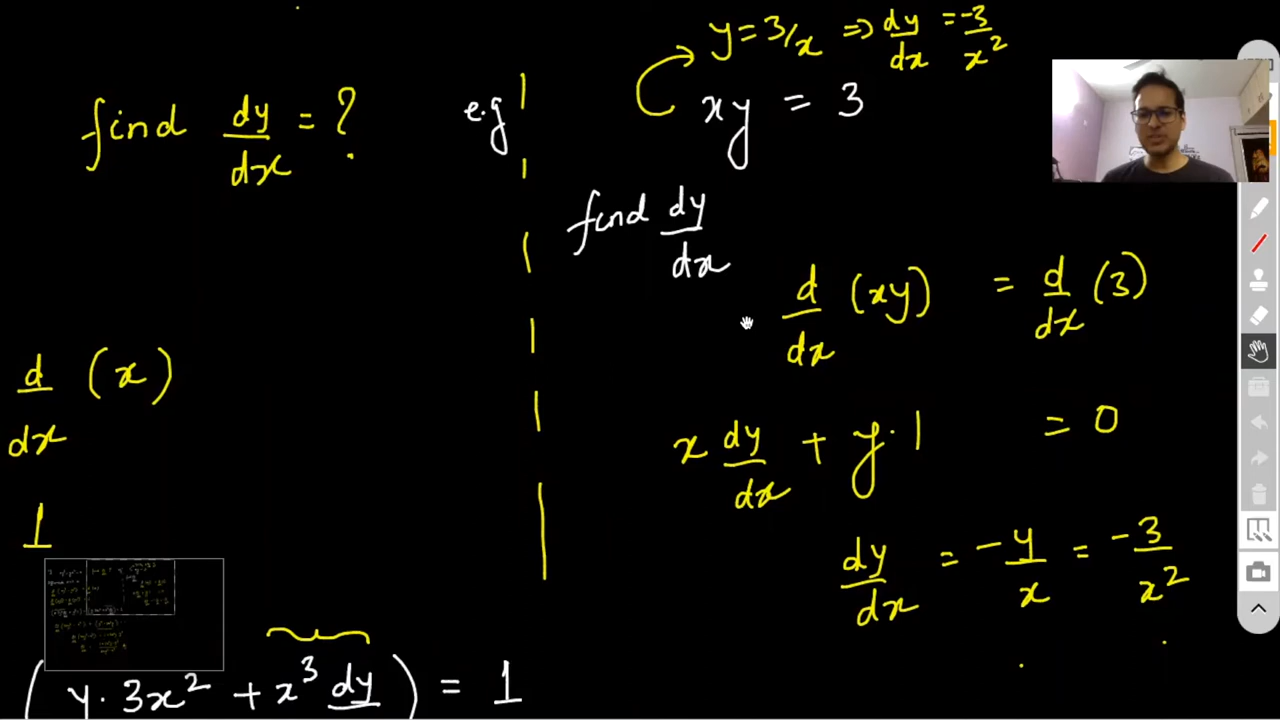 find dy/dx = ?
e.g
y = 3/x ⇒ dy/dx = -3/x²
xy = 3
find dy/dx
d/dx (xy) = d/dx (3)
x dy/dx + y·1 = 0
dy/dx = -y/x = -3/x²
d/dx (x)
1
(y·3x² + x³ dy) = 1